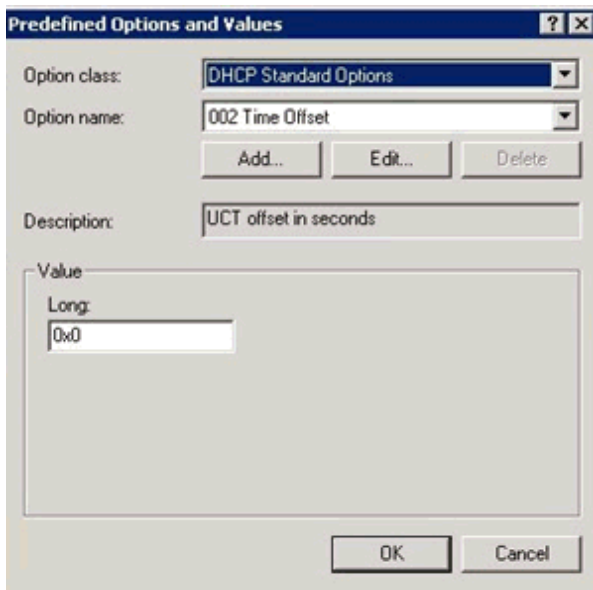 Predefined Options and Values
Option class: DHCP Standard Options
Option name: 002 Time Offset
Add... Edit... Delete
Description: UCT offset in seconds
Value
Long:
0x0
OK Cancel